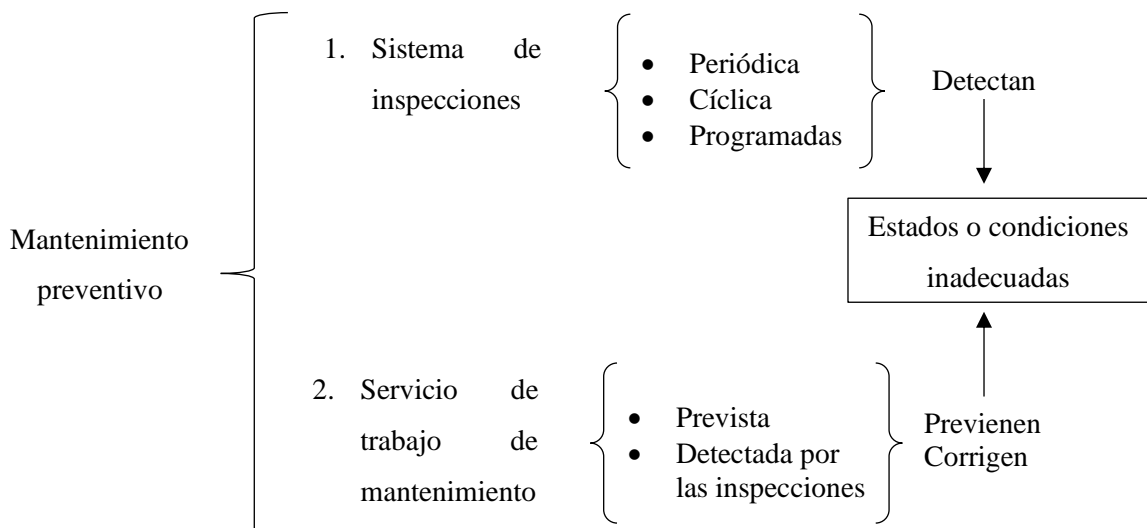 Mantenimiento
preventivo
1. Sistema de
inspecciones
• Periódica
• Cíclica
• Programadas
Detectan
Estados o condiciones
inadecuadas
2. Servicio de
trabajo de
mantenimiento
• Prevista
• Detectada por
las inspecciones
Previenen
Corrigen